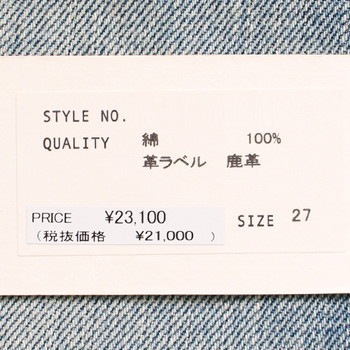 STYLE NO.
QUALITY 綿 100%
革ラベル 鹿革
PRICE ¥23,100
(税抜価格 ¥21,000 )
SIZE 27